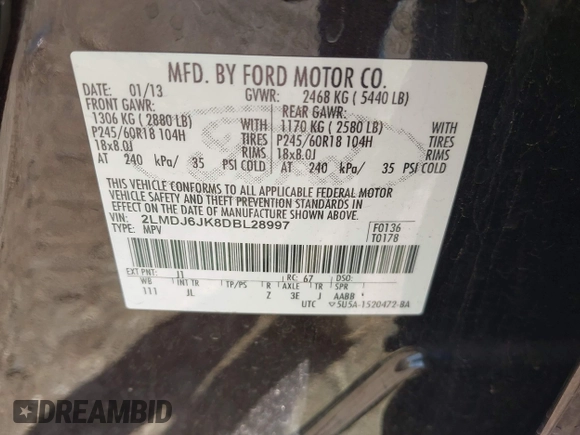 MFD. BY FORD MOTOR CO.
DATE: 01/13 GVWR: 2468 KG ( 5440 LB)
FRONT GAWR: REAR GAWR:
1306 KG ( 2880 LB) WITH 1170 KG ( 2580 LB) WITH
P245/60R18 104H TIRES P245/60R18 104H TIRES
18x8.0J RIMS 18x8.0J RIMS
AT 240 kPa/ 35 PSI COLD AT 240 kPa/ 35 PSI COLD
THIS VEHICLE CONFORMS TO ALL APPLICABLE FEDERAL MOTOR
VEHICLE SAFETY AND THEFT PREVENTION STANDARDS IN EFFECT
ON THE DATE OF MANUFACTURE SHOWN ABOVE.
VIN: 2LMDJ6JK8DBL28997 F0136
TYPE: MPV T0178
EXT PNT: J1 RC: 67 DSO:
WB INT TR TP/PS R AXLE TR SPR
111 JL Z 3E J AABB
UTC ▽5U5A-1520472-BA
DREAMBID